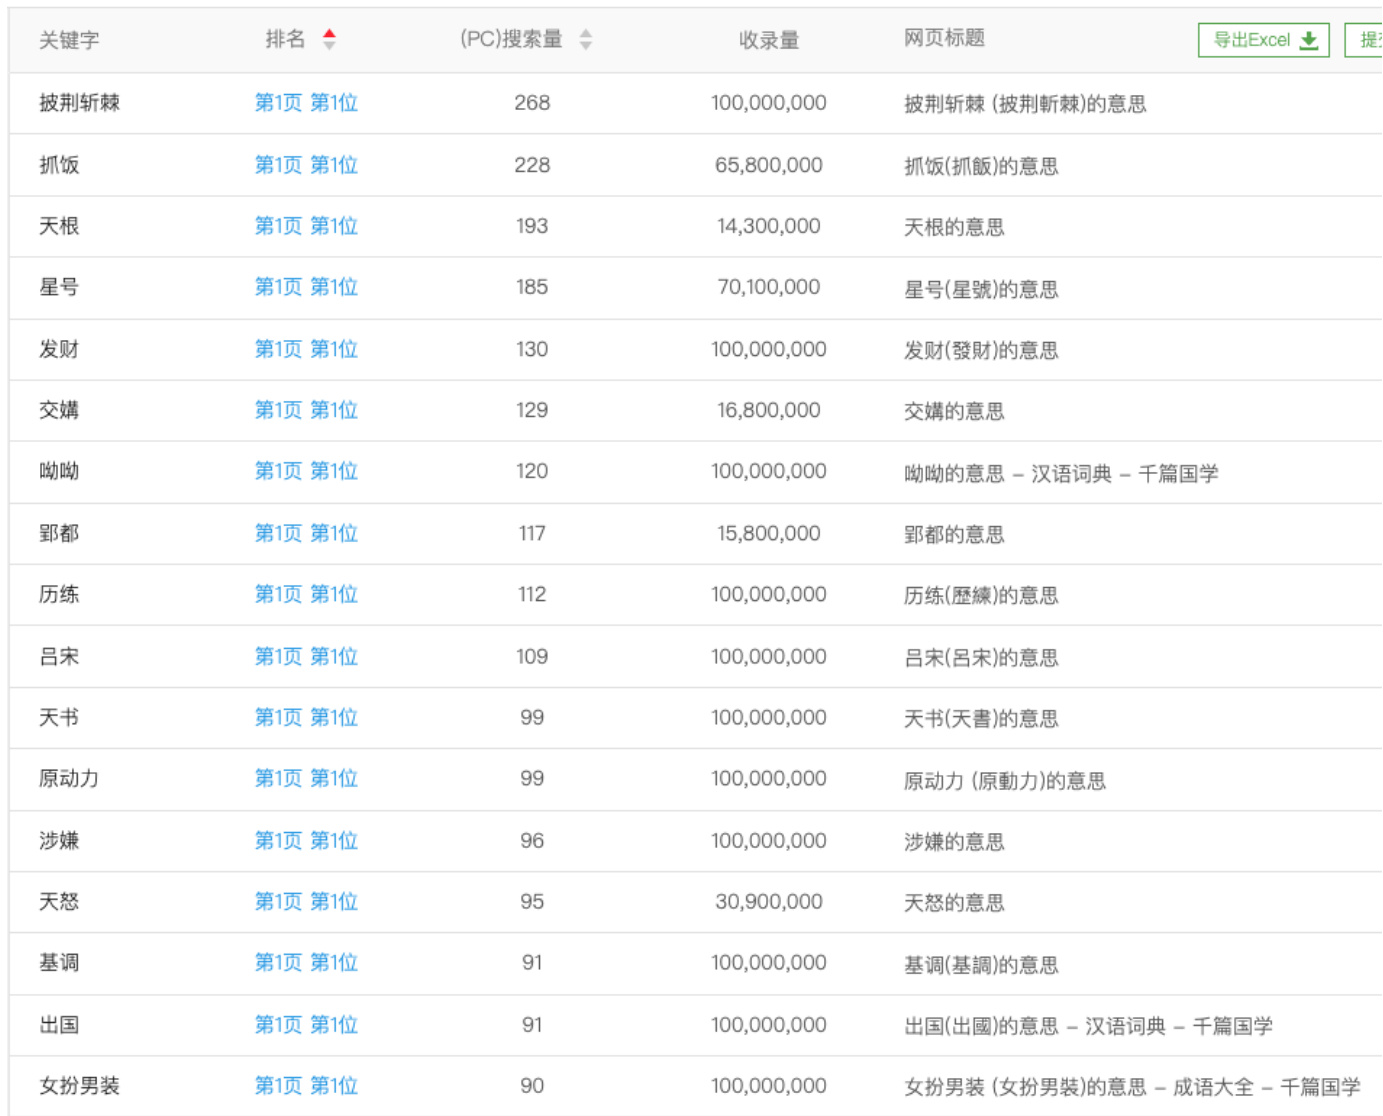 关键字 排名 (PC)搜索量 收录量 网页标题 导出Excel
披荆斩棘 第1页 第1位 268 100,000,000 披荆斩棘 (披荆斬棘)的意思
抓饭 第1页 第1位 228 65,800,000 抓饭(抓飯)的意思
天根 第1页 第1位 193 14,300,000 天根的意思
星号 第1页 第1位 185 70,100,000 星号(星號)的意思
发财 第1页 第1位 130 100,000,000 发财(發財)的意思
交媾 第1页 第1位 129 16,800,000 交媾的意思
呦呦 第1页 第1位 120 100,000,000 呦呦的意思 – 汉语词典 – 千篇国学
郢都 第1页 第1位 117 15,800,000 郢都的意思
历练 第1页 第1位 112 100,000,000 历练(歷練)的意思
吕宋 第1页 第1位 109 100,000,000 吕宋(呂宋)的意思
天书 第1页 第1位 99 100,000,000 天书(天書)的意思
原动力 第1页 第1位 99 100,000,000 原动力 (原動力)的意思
涉嫌 第1页 第1位 96 100,000,000 涉嫌的意思
天怒 第1页 第1位 95 30,900,000 天怒的意思
基调 第1页 第1位 91 100,000,000 基调(基調)的意思
出国 第1页 第1位 91 100,000,000 出国(出國)的意思 – 汉语词典 – 千篇国学
女扮男装 第1页 第1位 90 100,000,000 女扮男装 (女扮男裝)的意思 – 成语大全 – 千篇国学